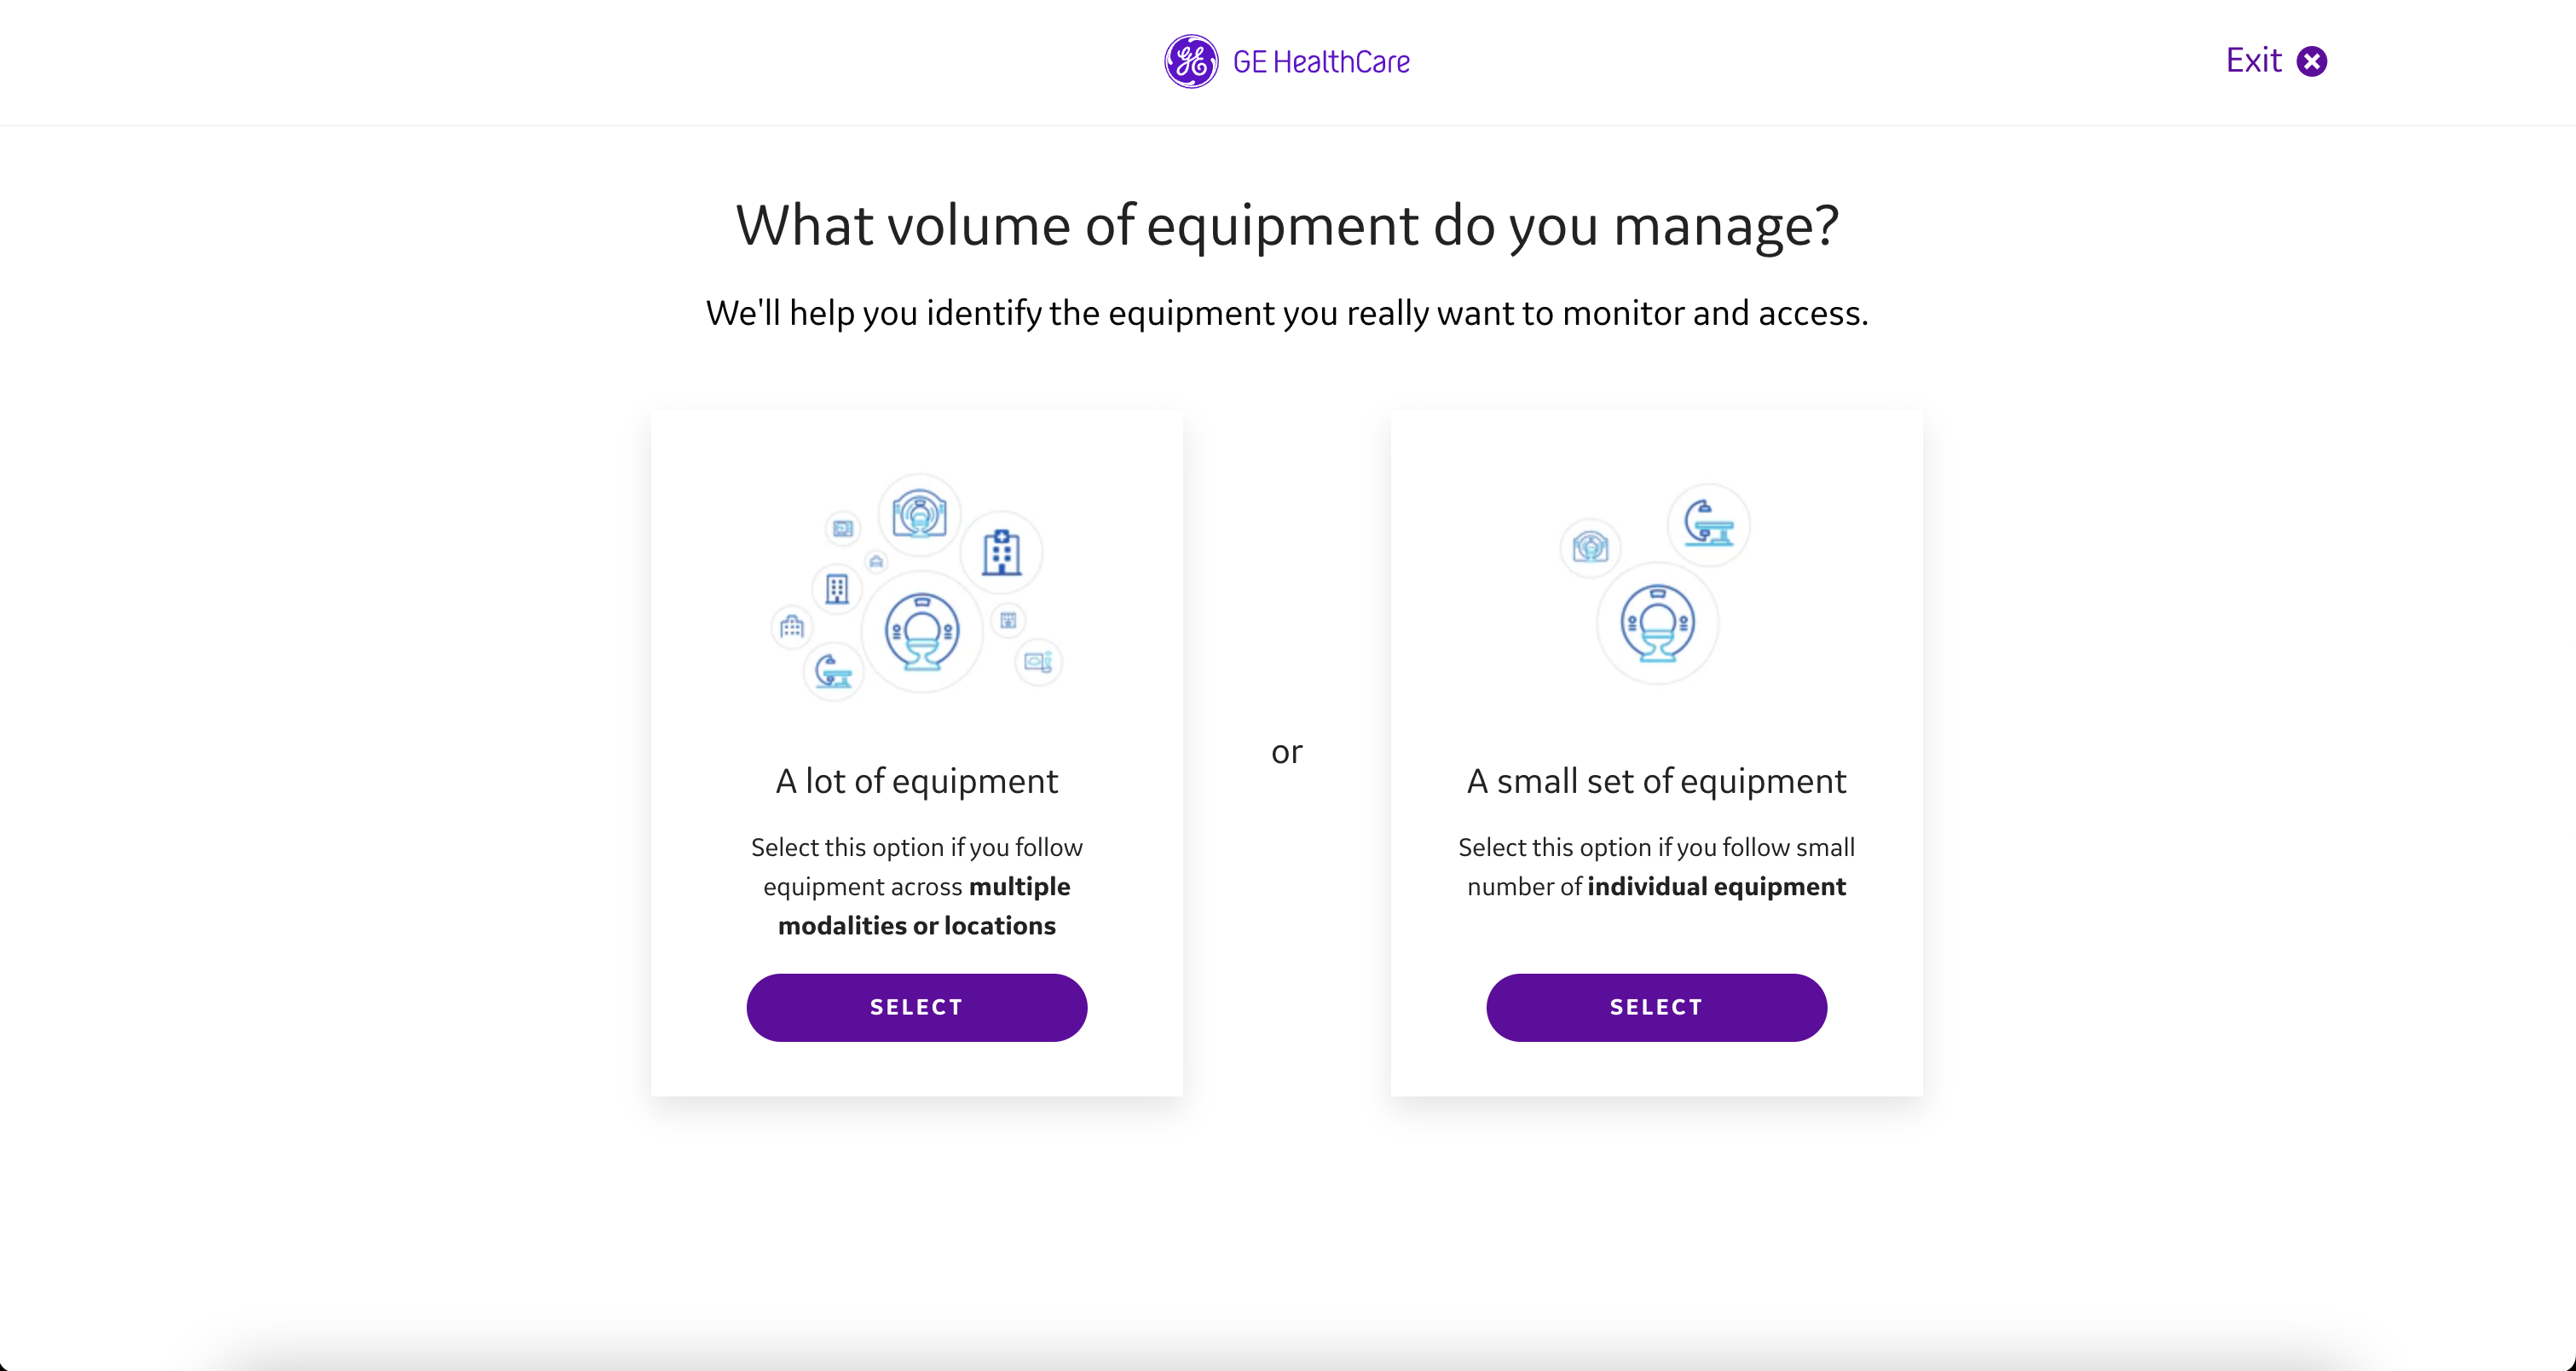 GE HealthCare
Exit
What volume of equipment do you manage?
We'll help you identify the equipment you really want to monitor and access.
A lot of equipment
Select this option if you follow
equipment across multiple
modalities or locations
SELECT
or
A small set of equipment
Select this option if you follow small
number of individual equipment
SELECT